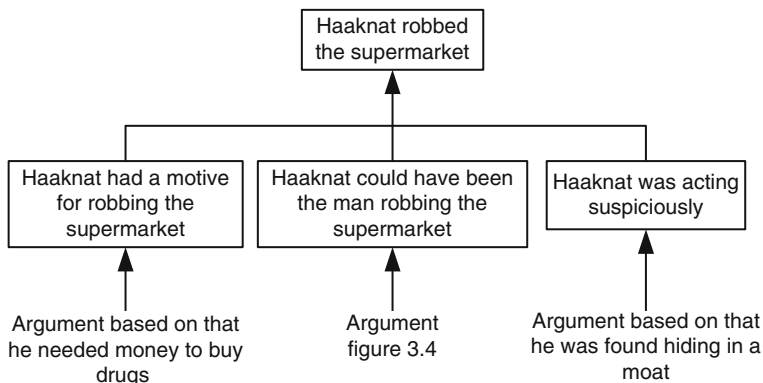 Haaknat robbed
the supermarket
Haaknat had a motive
for robbing the
supermarket
Haaknat could have been
the man robbing the
supermarket
Haaknat was acting
suspiciously
Argument based on that
he needed money to buy
drugs
Argument
figure 3.4
Argument based on that
he was found hiding in a
moat